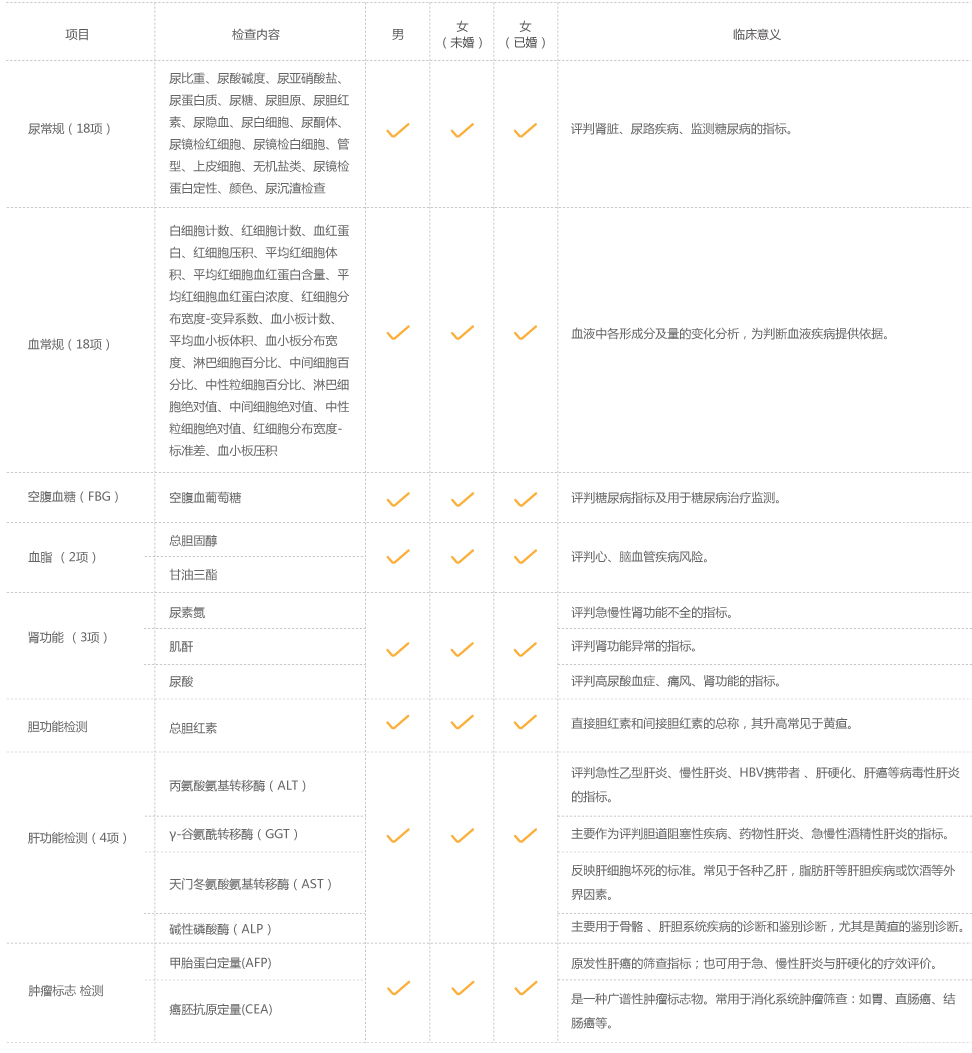 项目
检查内容
男
女
（未婚）
女
（已婚）
临床意义
尿常规（18项）
尿比重、尿酸碱度、尿亚硝酸盐、
尿蛋白质、尿糖、尿胆原、尿胆红
素、尿隐血、尿白细胞、尿酮体、
尿镜检红细胞、尿镜检白细胞、管
型、上皮细胞、无机盐类、尿镜检
蛋白定性、颜色、尿沉渣检查
评判肾脏、尿路疾病、监测糖尿病的指标。
血常规（18项）
白细胞计数、红细胞计数、血红蛋
白、红细胞压积、平均红细胞体
积、平均红细胞血红蛋白含量、平
均红细胞血红蛋白浓度、红细胞分
布宽度-变异系数、血小板计数、
平均血小板体积、血小板分布宽
度、淋巴细胞百分比、中间细胞百
分比、中性粒细胞百分比、淋巴细
胞绝对值、中间细胞绝对值、中性
粒细胞绝对值、红细胞分布宽度-
标准差、血小板压积
血液中各形成分及量的变化分析，为判断血液疾病提供依据。
空腹血糖（FBG）
空腹血葡萄糖
评判糖尿病指标及用于糖尿病治疗监测。
血脂 （2项）
总胆固醇
甘油三酯
评判心、脑血管疾病风险。
肾功能 （3项）
尿素氮
评判急慢性肾功能不全的指标。
肌酐
评判肾功能异常的指标。
尿酸
评判高尿酸血症、痛风、肾功能的指标。
胆功能检测
总胆红素
直接胆红素和间接胆红素的总称，其升高常见于黄疸。
肝功能检测（4项）
丙氨酸氨基转移酶（ALT）
评判急性乙型肝炎、慢性肝炎、HBV携带者 、肝硬化、肝癌等病毒性肝炎
的指标。
γ-谷氨酰转移酶（GGT）
主要作为评判胆道阻塞性疾病、药物性肝炎、急慢性酒精性肝炎的指标。
天门冬氨酸氨基转移酶（AST）
反映肝细胞坏死的标准。常见于各种乙肝，脂肪肝等肝胆疾病或饮酒等外
界因素。
碱性磷酸酶（ALP）
主要用于骨骼 、肝胆系统疾病的诊断和鉴别诊断，尤其是黄疸的鉴别诊断。
肿瘤标志 检测
甲胎蛋白定量(AFP)
原发性肝癌的筛查指标；也可用于急、慢性肝炎与肝硬化的疗效评价。
癌胚抗原定量(CEA)
是一种广谱性肿瘤标志物。常用于消化系统肿瘤筛查：如胃、直肠癌、结
肠癌等。